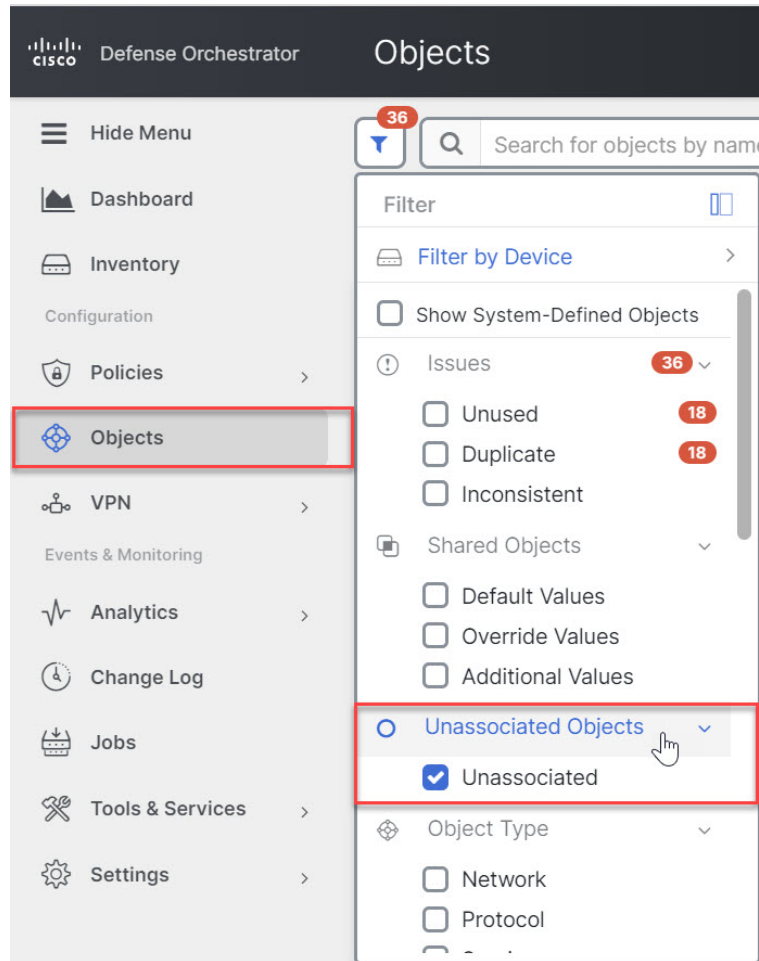 cisco Defense Orchestrator
Objects
Hide Menu
Dashboard
Inventory
Configuration
Policies
Objects
VPN
Events & Monitoring
Analytics
Change Log
Jobs
Tools & Services
Settings
36
Search for objects by nam
Filter
Filter by Device
Show System-Defined Objects
Issues 36
Unused 18
Duplicate 18
Inconsistent
Shared Objects
Default Values
Override Values
Additional Values
Unassociated Objects
Unassociated
Object Type
Network
Protocol